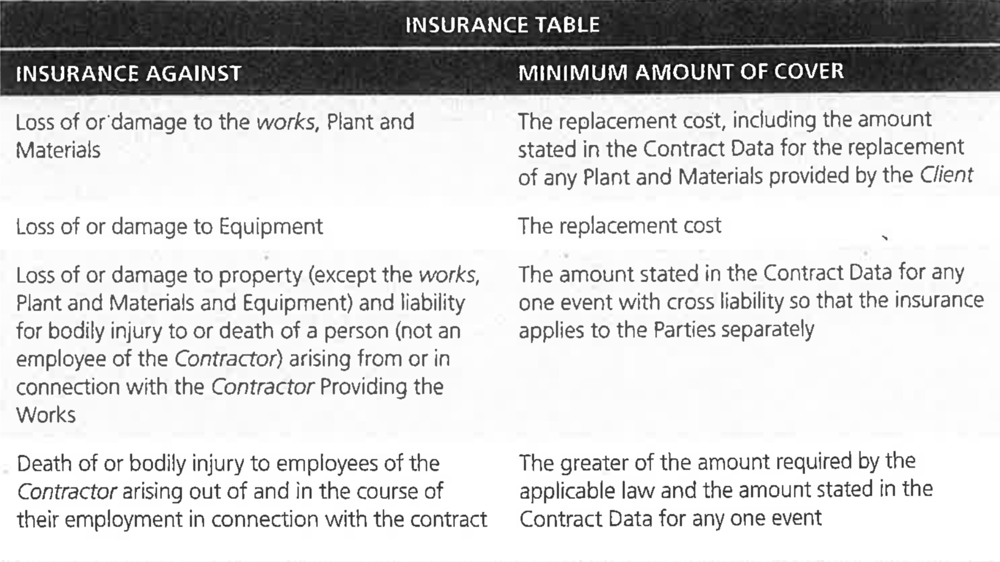 INSURANCE TABLE
INSURANCE AGAINST
MINIMUM AMOUNT OF COVER
Loss of or damage to the works, Plant and
Materials
The replacement cost, including the amount
stated in the Contract Data for the replacement
of any Plant and Materials provided by the Client
Loss of or damage to Equipment
The replacement cost
Loss of or damage to property (except the works,
Plant and Materials and Equipment) and liability
for bodily injury to or death of a person (not an
employee of the Contractor) arising from or in
connection with the Contractor Providing the
Works
The amount stated in the Contract Data for any
one event with cross liability so that the insurance
applies to the Parties separately
Death of or bodily injury to employees of the
Contractor arising out of and in the course of
their employment in connection with the contract
The greater of the amount required by the
applicable law and the amount stated in the
Contract Data for any one event